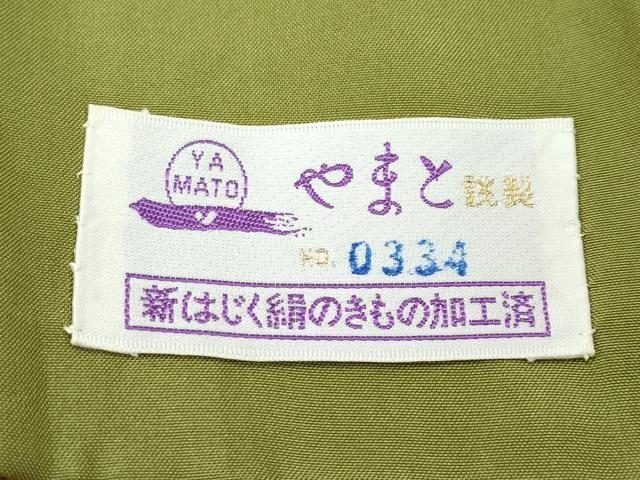 YA
MATO
やまと 謹製
NO. 0334
新はじく絹のきもの加工済